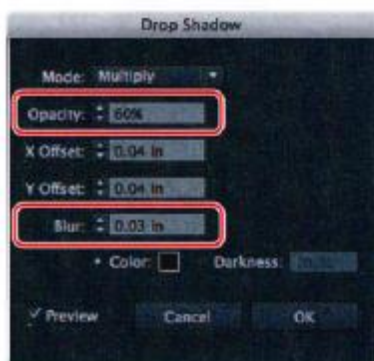 Drop Shadow
Mode: Multiply
Opacity: 60%
X Offset: 0.04 in
Y Offset: 0.04 in
Blur: 0.03 in
Color: Darkness:
Preview Cancel OK